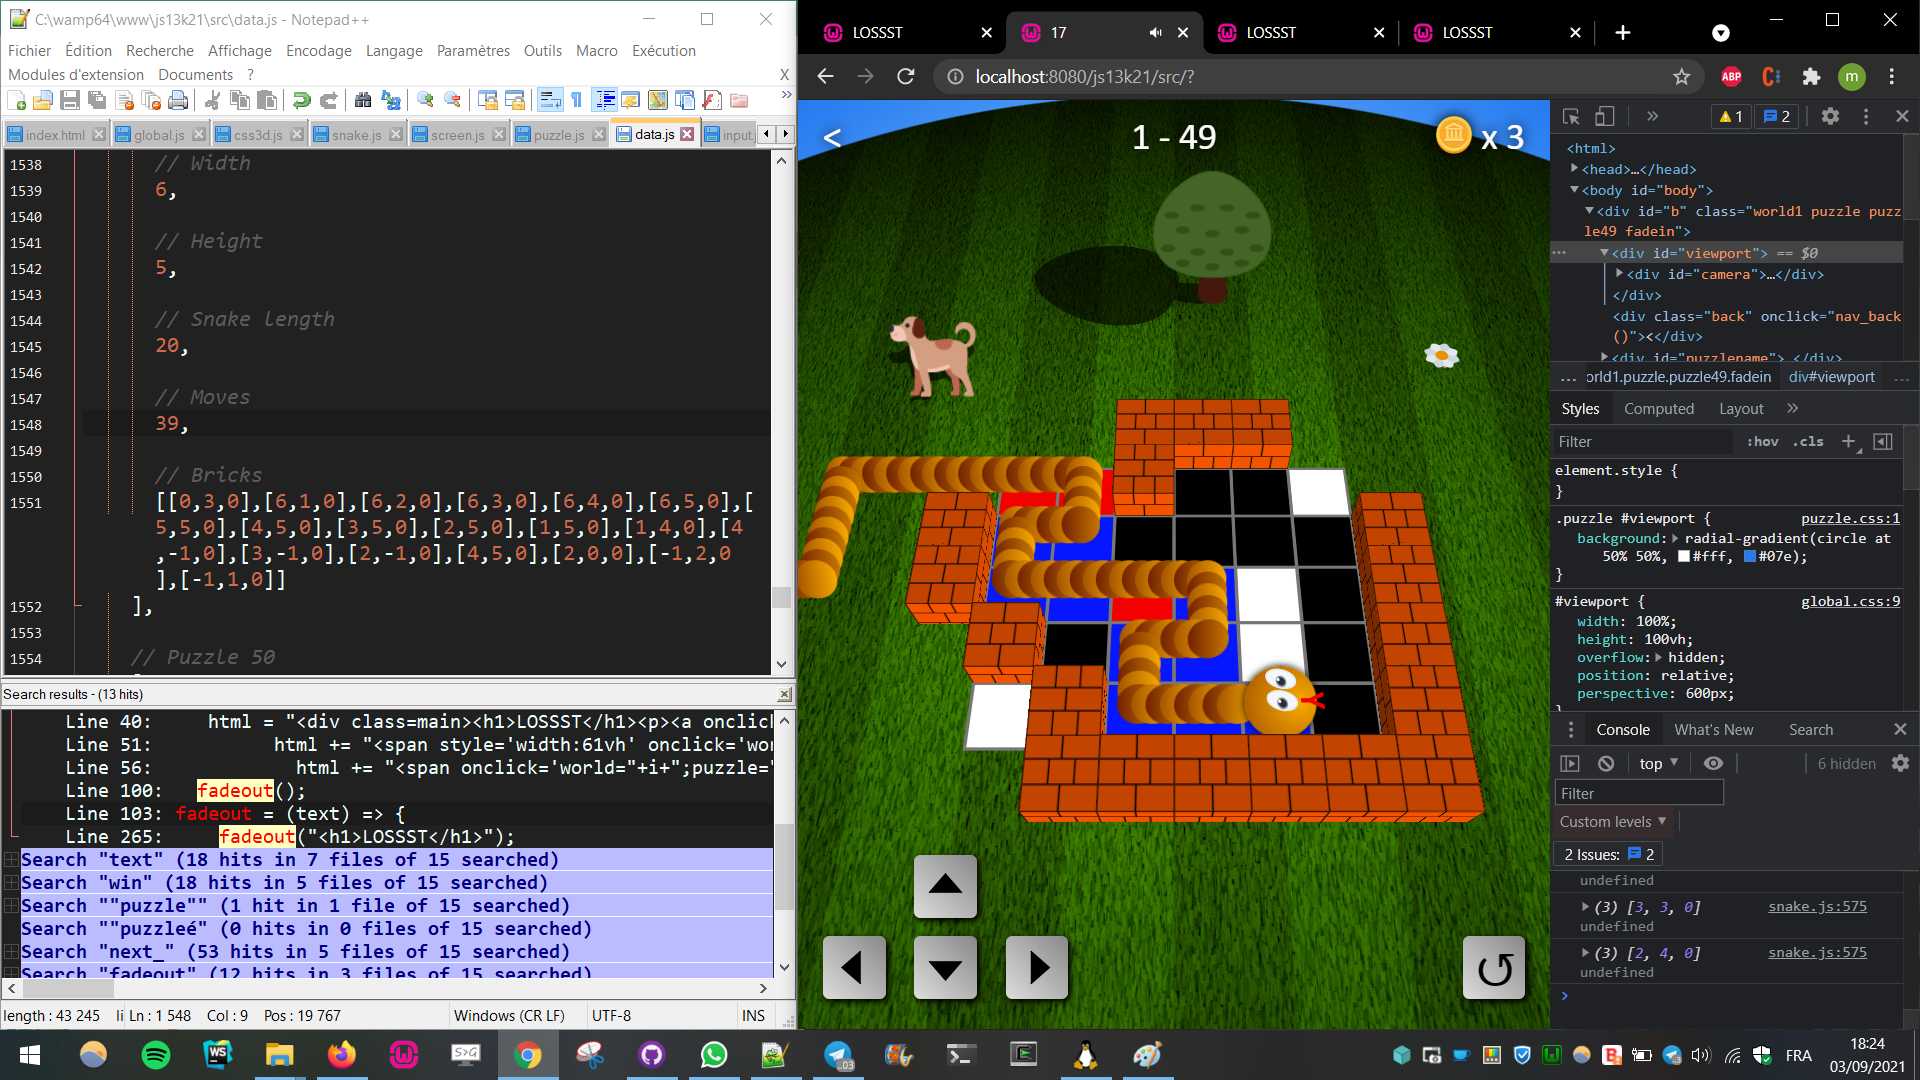 C:\wamp64\www\js13k21\src\data.js - Notepad++
Fichier Édition Recherche Affichage Encodage Langage Paramètres Outils Macro Exécution
Modules d'extension Documents ? X
index.html global.js css3d.js snake.js screen.js puzzle.js data.js input.
1538 // Width
1539 6,
1540
1541 // Height
1542 5,
1543
1544 // Snake length
1545 20,
1546
1547 // Moves
1548 39,
1549
1550 // Bricks
1551 [[0,3,0],[6,1,0],[6,2,0],[6,3,0],[6,4,0],[6,5,0],[
5,5,0],[4,5,0],[3,5,0],[2,5,0],[1,5,0],[1,4,0],[4
,-1,0],[3,-1,0],[2,-1,0],[4,5,0],[2,0,0],[-1,2,0
],[-1,1,0]]
1552 ],
1553
1554 // Puzzle 50
Search results - (13 hits)
Line 40: html = "<div class=main><h1>LOSSST</h1><p><a onclic
Line 51: html += "<span style='width:61vh' onclick='wo
Line 56: html += "<span onclick='world="+i+";puzzle="
Line 100: fadeout();
Line 103: fadeout = (text) => {
Line 265: fadeout("<h1>LOSSST</h1>");
Search "text" (18 hits in 7 files of 15 searched)
Search "win" (18 hits in 5 files of 15 searched)
Search ""puzzle"" (1 hit in 1 file of 15 searched)
Search ""puzzleé" (0 hits in 0 files of 15 searched)
Search "next_" (53 hits in 5 files of 15 searched)
Search "fadeout" (12 hits in 3 files of 15 searched)
length : 43 245 li Ln : 1 548 Col : 9 Pos : 19 767 Windows (CR LF) UTF-8 INS
LOSSST 17 LOSSST LOSSST
localhost:8080/js13k21/src/?
ABP
m
< 1 - 49 x 3
1 2
<html>
<head>…</head>
<body id="body">
<div id="b" class="world1 puzzle puzz
le49 fadein">
<div id="viewport"> == $0
<div id="camera">…</div>
</div>
<div class="back" onclick="nav_back
()"><</div>
<div id="puzzlename"> </div>
... orld1.puzzle.puzzle49.fadein div#viewport ...
Styles Computed Layout
Filter :hov .cls
element.style {
}
.puzzle #viewport { puzzle.css:1
background: radial-gradient(circle at
50% 50%, #fff, #07e);
}
#viewport { global.css:9
width: 100%;
height: 100vh;
overflow: hidden;
position: relative;
perspective: 600px;
Console What's New Search
top 6 hidden
Filter
Custom levels
2 Issues: 2
undefined
(3) [3, 3, 0] snake.js:575
undefined
(3) [2, 4, 0] snake.js:575
undefined
WS
S>G
FRA
18:24
03/09/2021